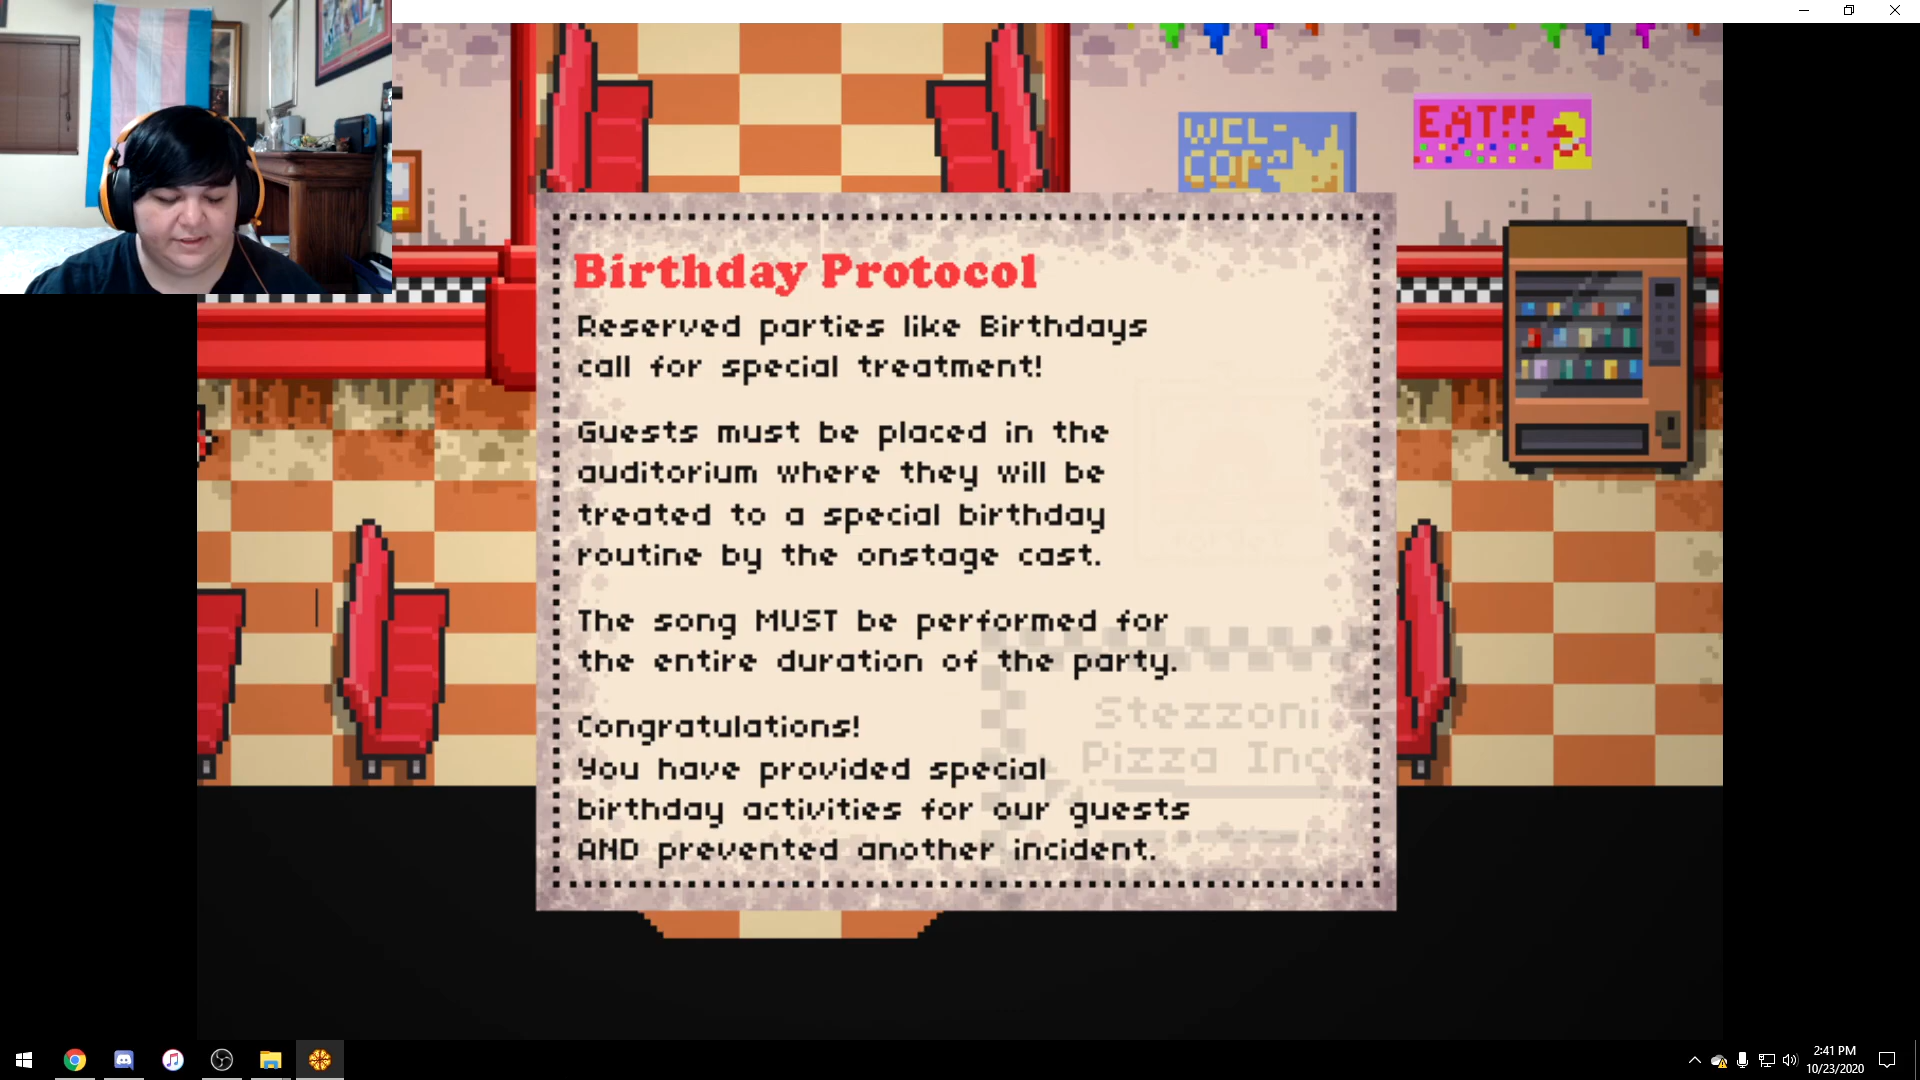 WEL-
COME
EAT!!
Birthday Protocol
Reserved parties like Birthdays
call for special treatment!
Guests must be placed in the
auditorium where they will be
treated to a special birthday
routine by the onstage cast.
The song MUST be performed for
the entire duration of the party.
Congratulations!
You have provided special
birthday activities for our guests
AND prevented another incident.
Stezzoni
Pizza Inc
2:41 PM
10/23/2020